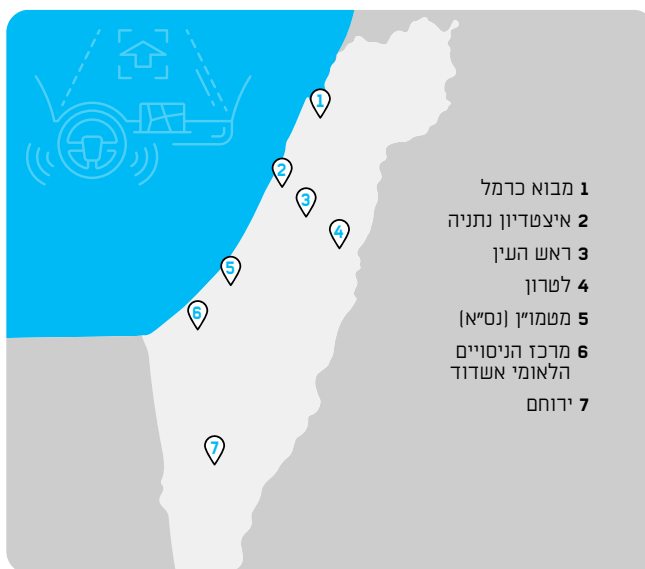 1
2
3
4
5
6
7
1 מבוא כרמל
2 איצטדיון נתניה
3 ראש העין
4 לטרון
5 מטמו״ן (נס״א)
6 מרכז הניסויים
הלאומי אשדוד
7 ירוחם